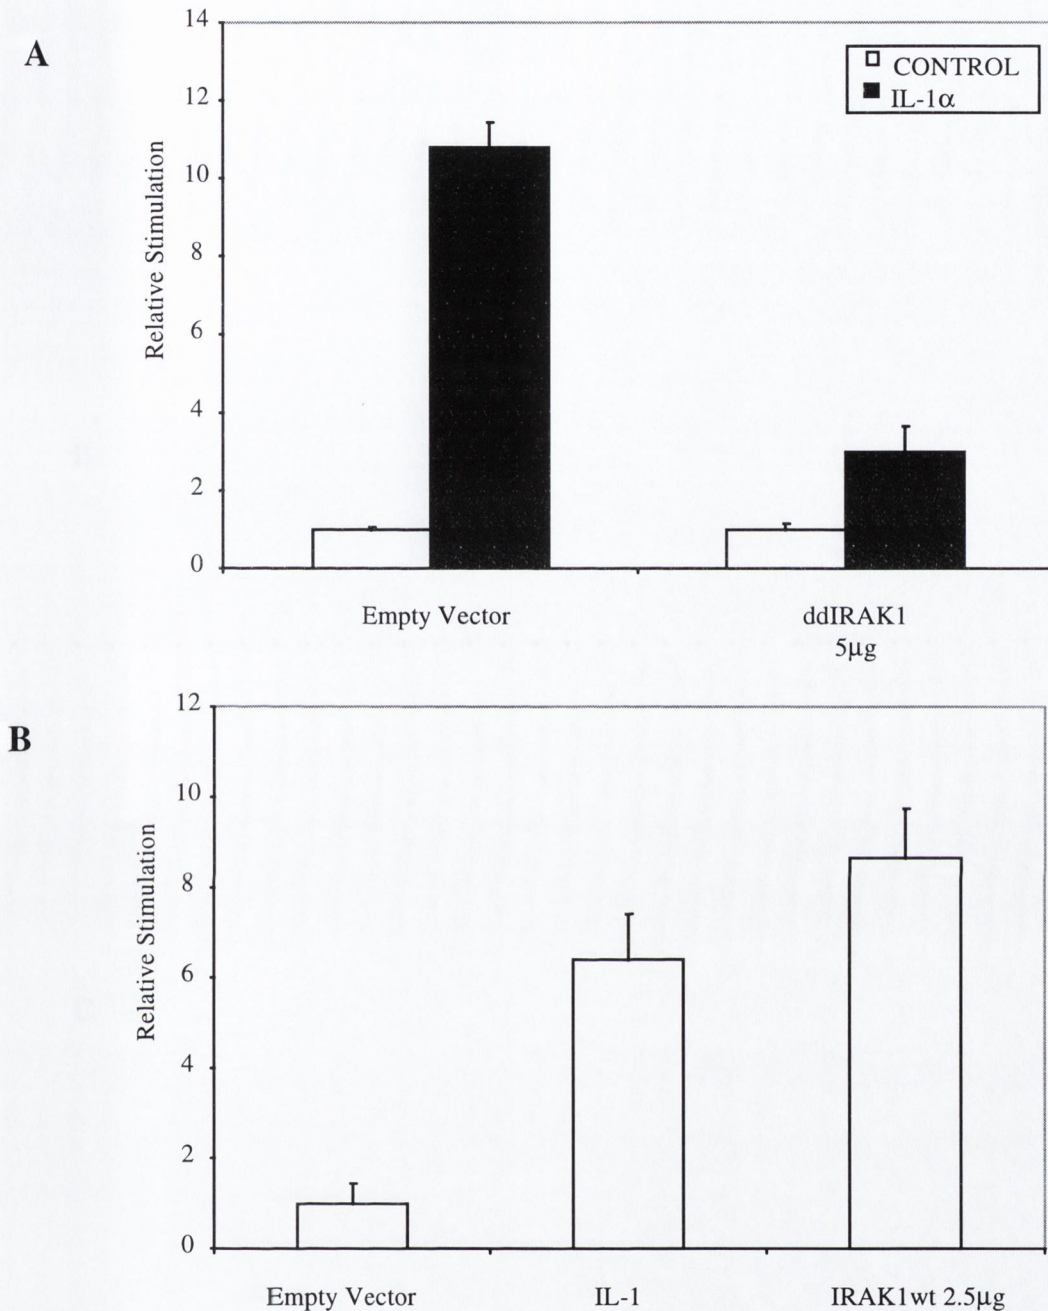 A
14
12
10
8
6
4
2
0
Relative Stimulation
CONTROL
IL-1α
Empty Vector
ddIRAK1
5μg
B
12
10
8
6
4
2
0
Relative Stimulation
Empty Vector
IL-1
IRAK1wt 2.5μg